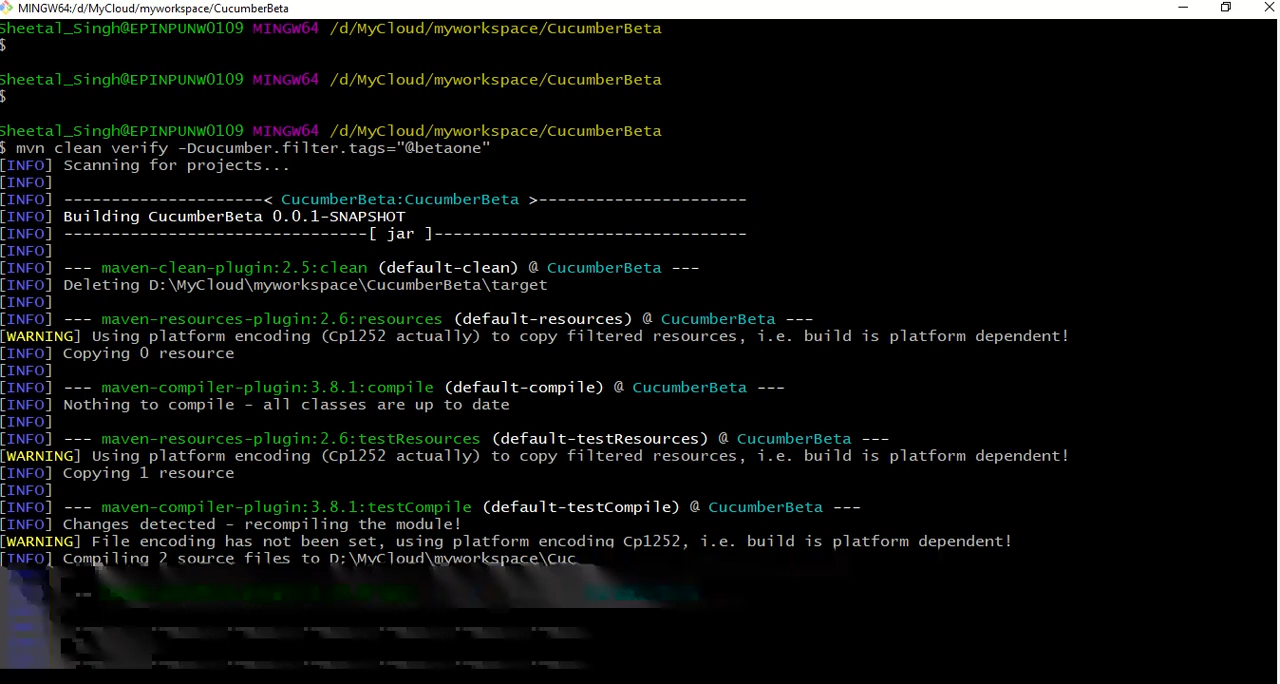 MINGW64:/d/MyCloud/myworkspace/CucumberBeta
Sheetal_Singh@EPINPUNW0109 MINGW64 /d/MyCloud/myworkspace/CucumberBeta
$
Sheetal_Singh@EPINPUNW0109 MINGW64 /d/MyCloud/myworkspace/CucumberBeta
$
Sheetal_Singh@EPINPUNW0109 MINGW64 /d/MyCloud/myworkspace/CucumberBeta
$ mvn clean verify -Dcucumber.filter.tags="@betaone"
[INFO] Scanning for projects...
[INFO]
[INFO] ---------------------< CucumberBeta:CucumberBeta >----------------------
[INFO] Building CucumberBeta 0.0.1-SNAPSHOT
[INFO] --------------------------------[ jar ]---------------------------------
[INFO]
[INFO] --- maven-clean-plugin:2.5:clean (default-clean) @ CucumberBeta ---
[INFO] Deleting D:\MyCloud\myworkspace\CucumberBeta\target
[INFO]
[INFO] --- maven-resources-plugin:2.6:resources (default-resources) @ CucumberBeta ---
[WARNING] Using platform encoding (Cp1252 actually) to copy filtered resources, i.e. build is platform dependent!
[INFO] Copying 0 resource
[INFO]
[INFO] --- maven-compiler-plugin:3.8.1:compile (default-compile) @ CucumberBeta ---
[INFO] Nothing to compile - all classes are up to date
[INFO]
[INFO] --- maven-resources-plugin:2.6:testResources (default-testResources) @ CucumberBeta ---
[WARNING] Using platform encoding (Cp1252 actually) to copy filtered resources, i.e. build is platform dependent!
[INFO] Copying 1 resource
[INFO]
[INFO] --- maven-compiler-plugin:3.8.1:testCompile (default-testCompile) @ CucumberBeta ---
[INFO] Changes detected - recompiling the module!
[WARNING] File encoding has not been set, using platform encoding Cp1252, i.e. build is platform dependent!
[INFO] Compiling 2 source files to D:\MyCloud\myworkspace\Cuc